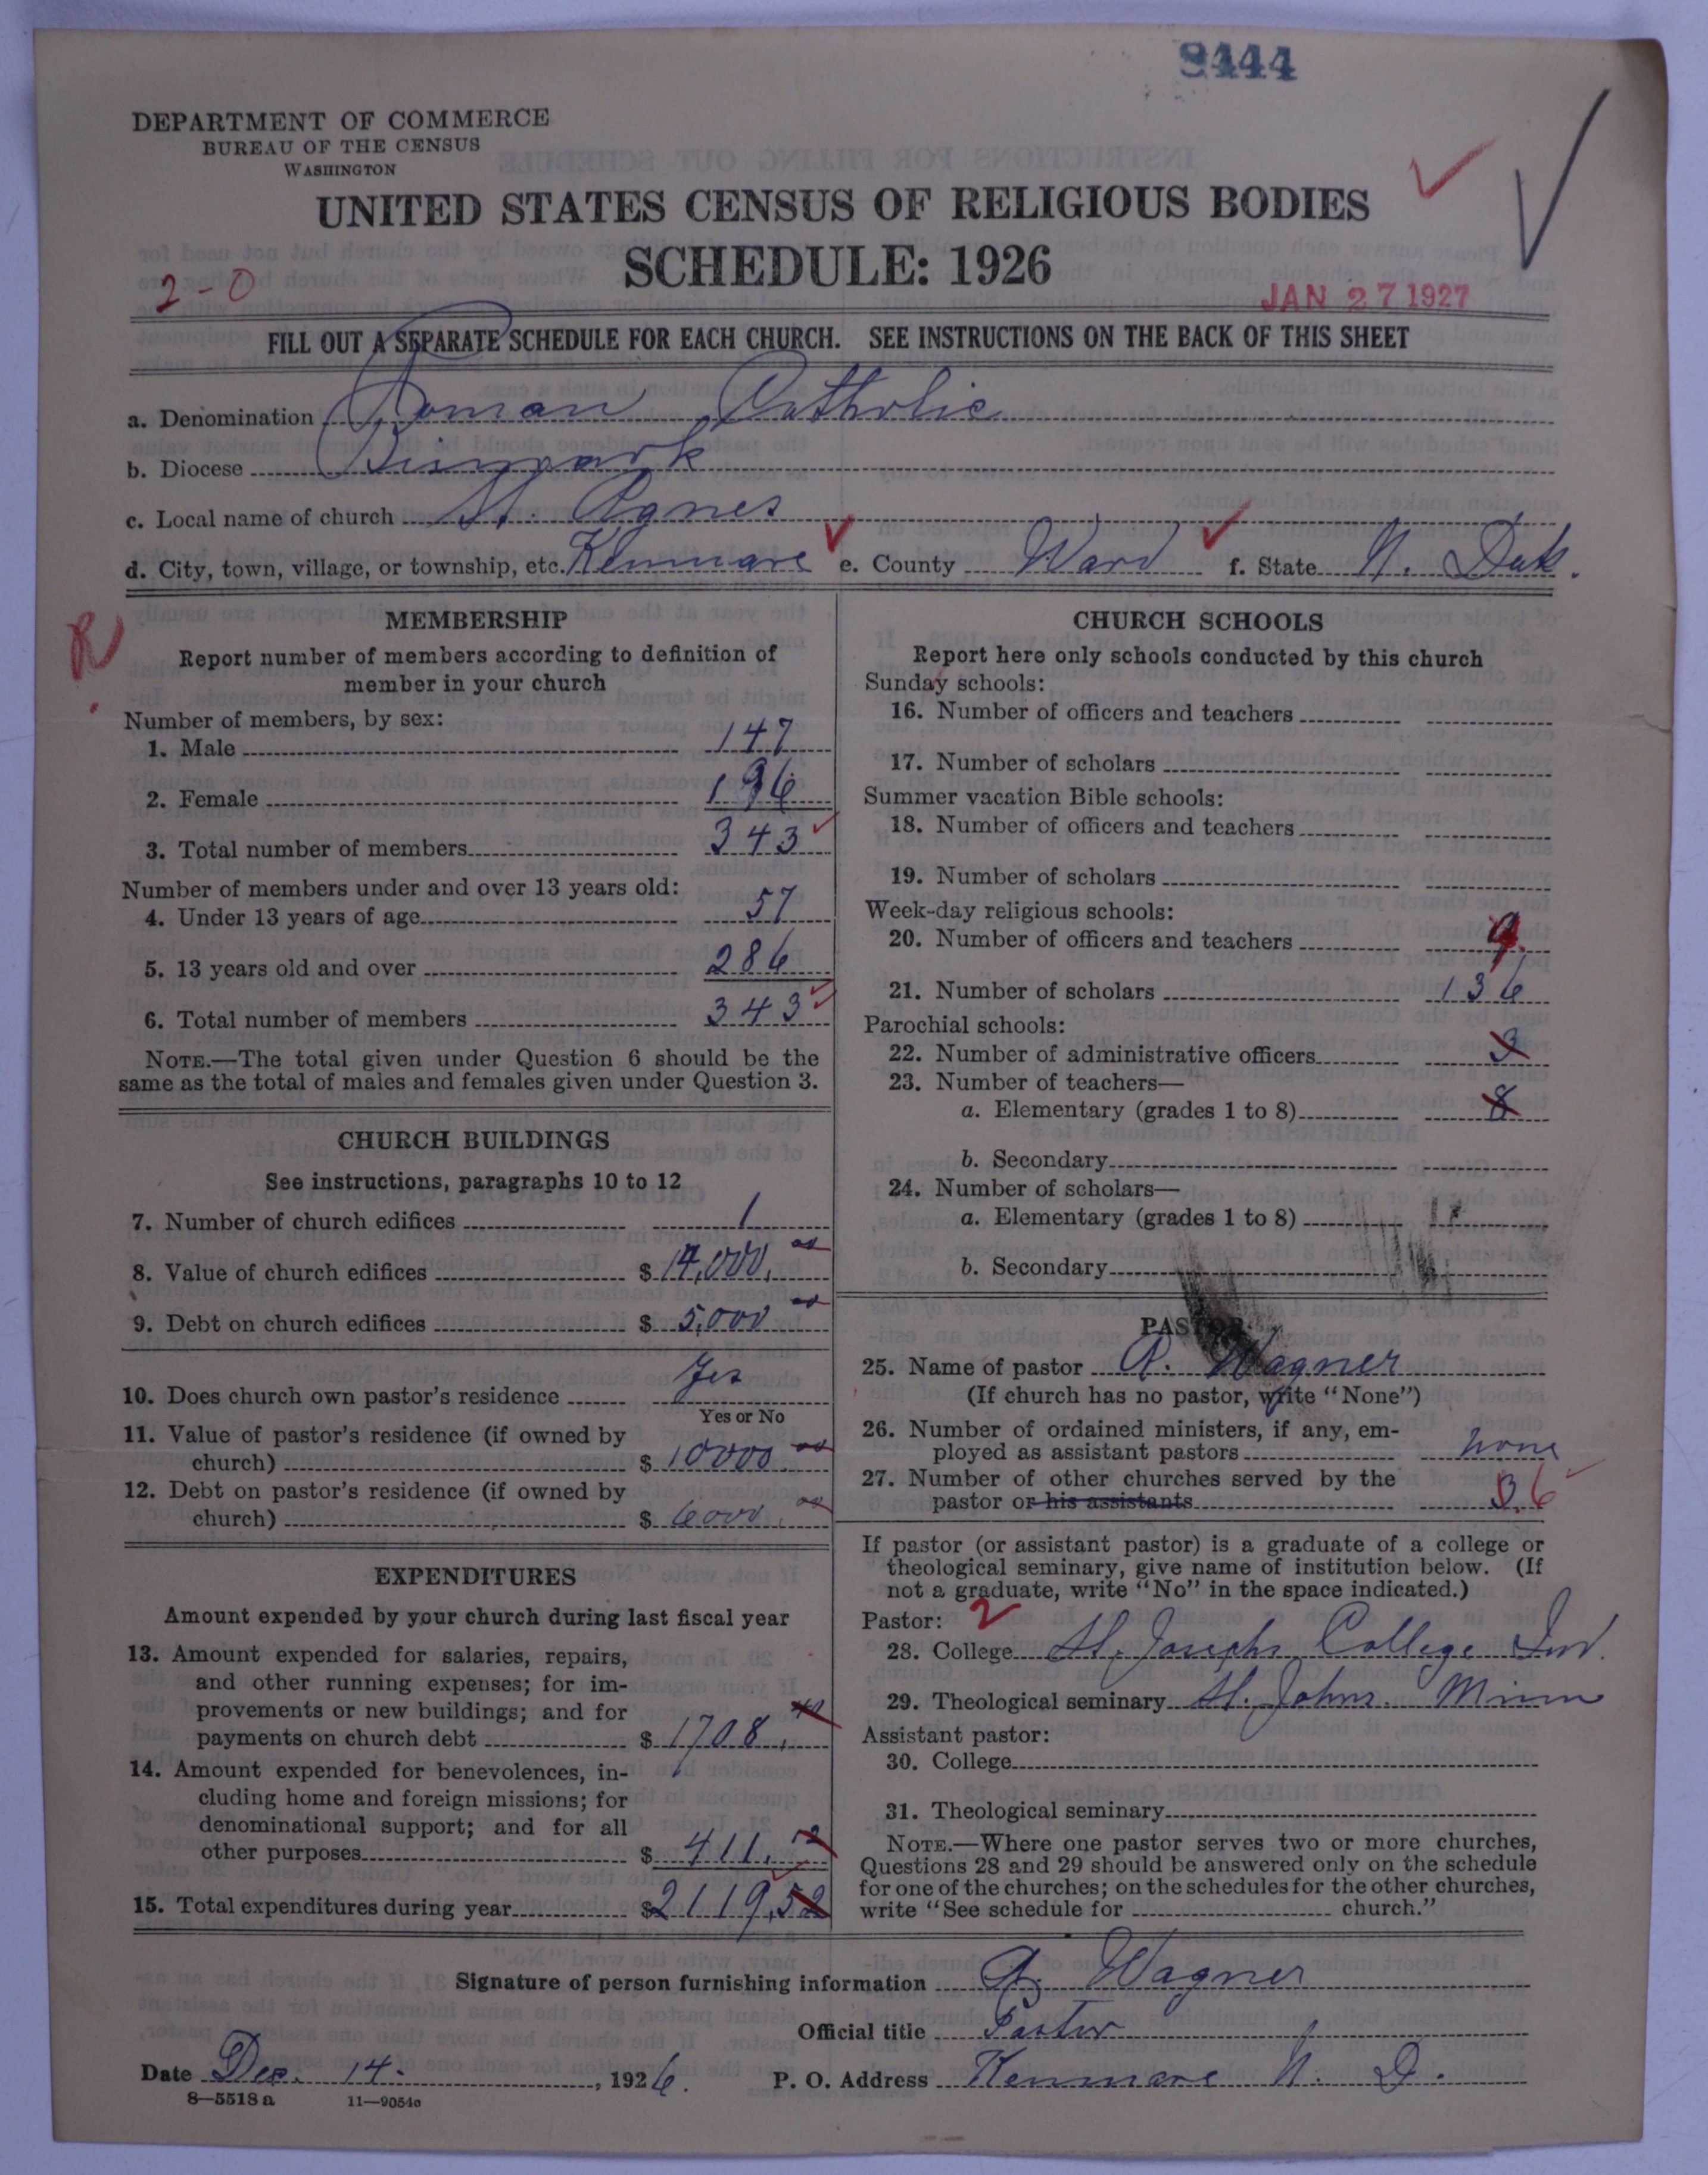 8444
DEPARTMENT OF COMMERCE
BUREAU OF THE CENSUS
WASHINGTON
UNITED STATES CENSUS OF RELIGIOUS BODIES
SCHEDULE: 1926
2-0
JAN 27 1927
FILL OUT A SEPARATE SCHEDULE FOR EACH CHURCH. SEE INSTRUCTIONS ON THE BACK OF THIS SHEET
a. Denomination Roman Catholic
b. Diocese Bismark
c. Local name of church St. Agnes
d. City, town, village, or township, etc. Kenmare e. County Ward f. State N. Dak.
R
MEMBERSHIP
Report number of members according to definition of
member in your church
Number of members, by sex:
1. Male 147
2. Female 196
3. Total number of members 343
Number of members under and over 13 years old:
4. Under 13 years of age 57
5. 13 years old and over 286
6. Total number of members 343
NOTE.—The total given under Question 6 should be the
same as the total of males and females given under Question 3.
CHURCH BUILDINGS
See instructions, paragraphs 10 to 12
7. Number of church edifices 1
8. Value of church edifices $ 14,000.00
9. Debt on church edifices $ 5,000 00
10. Does church own pastor's residence Yes
Yes or No
11. Value of pastor's residence (if owned by
church) $ 10000.00
12. Debt on pastor's residence (if owned by
church) $ 6000.00
EXPENDITURES
Amount expended by your church during last fiscal year
13. Amount expended for salaries, repairs,
and other running expenses; for im-
provements or new buildings; and for
payments on church debt $ 1708.
14. Amount expended for benevolences, in-
cluding home and foreign missions; for
denominational support; and for all
other purposes $ 411.
15. Total expenditures during year $ 2119,52
CHURCH SCHOOLS
Report here only schools conducted by this church
Sunday schools:
16. Number of officers and teachers
17. Number of scholars
Summer vacation Bible schools:
18. Number of officers and teachers
19. Number of scholars
Week-day religious schools:
20. Number of officers and teachers
21. Number of scholars 136
Parochial schools:
22. Number of administrative officers 3
23. Number of teachers—
a. Elementary (grades 1 to 8) 8
b. Secondary
24. Number of scholars—
a. Elementary (grades 1 to 8)
b. Secondary
PASTOR
25. Name of pastor A. Wagner
(If church has no pastor, write "None")
26. Number of ordained ministers, if any, em-
ployed as assistant pastors none
27. Number of other churches served by the
pastor or his assistants 3 6
If pastor (or assistant pastor) is a graduate of a college or
theological seminary, give name of institution below. (If
not a graduate, write "No" in the space indicated.)
Pastor: 2
28. College St. Josephs College Ind.
29. Theological seminary St. Johns. Minn
Assistant pastor:
30. College
31. Theological seminary
NOTE.—Where one pastor serves two or more churches,
Questions 28 and 29 should be answered only on the schedule
for one of the churches; on the schedules for the other churches,
write "See schedule for church."
Signature of person furnishing information A. Wagner
Official title Pastor
Date Dec. 14. , 1926. P. O. Address Kenmare N. D.
8—5518 a 11—9054a